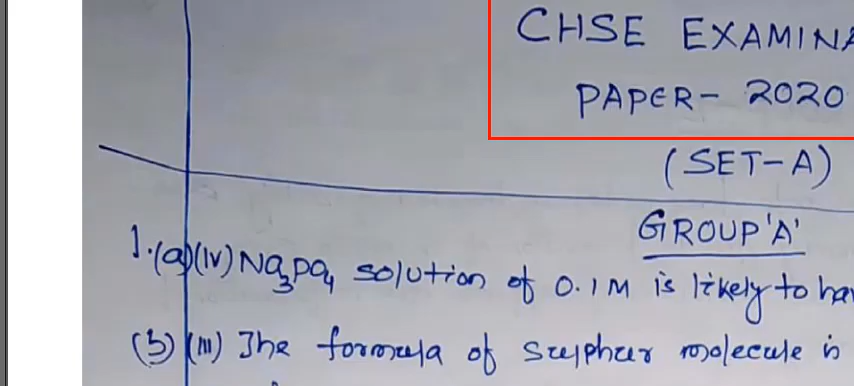 CHSE EXAMINA
PAPER- 2020
(SET-A)
GROUP 'A'
1.(a)(iv) Na3PO4 solution of 0.1M is likely to ha
(b) (iii) The formula of sulphur molecule is